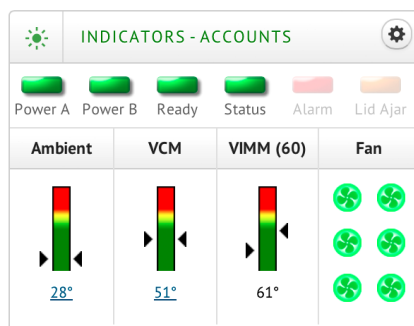 INDICATORS - ACCOUNTS
Power A Power B Ready Status Alarm Lid Ajar
Ambient VCM VIMM (60) Fan
28° 51° 61°